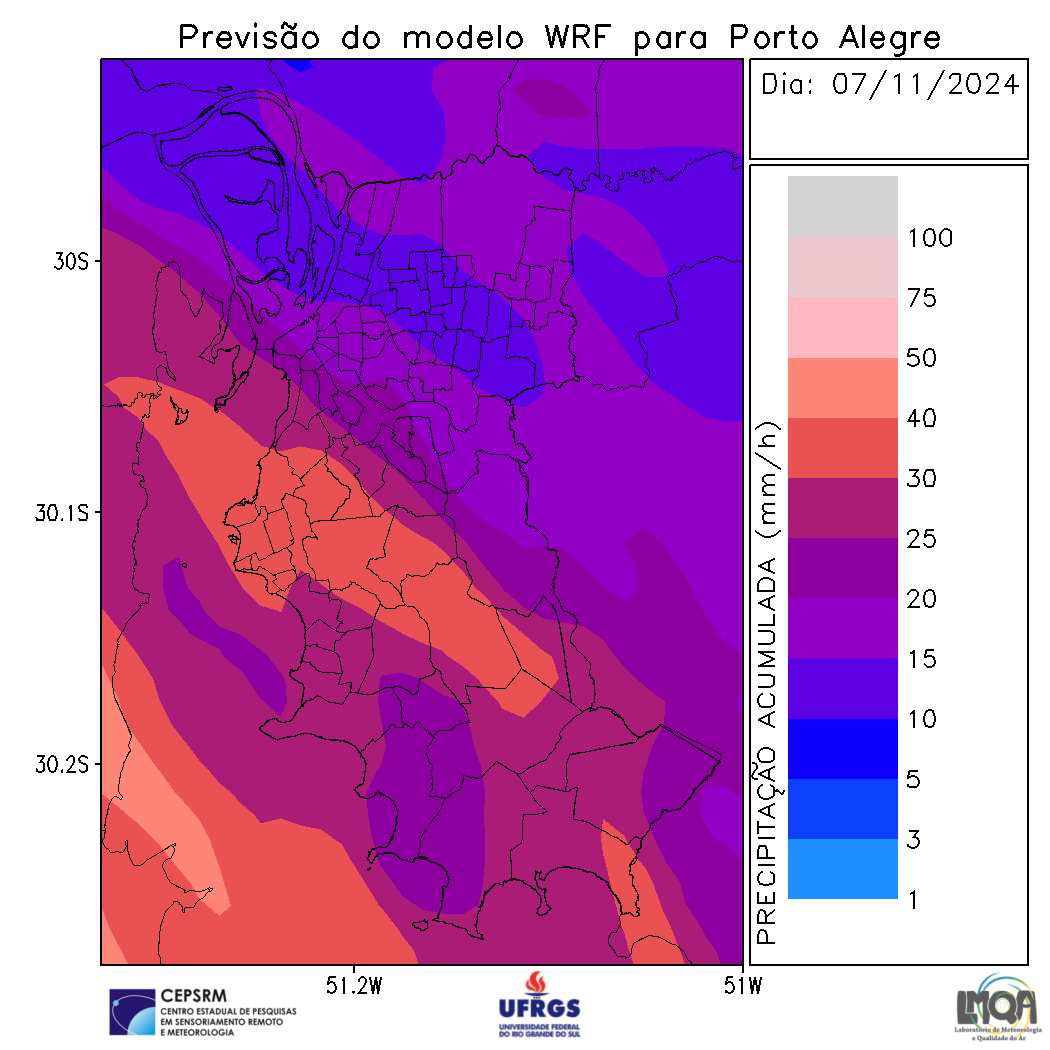 Previsão do modelo WRF para Porto Alegre
Dia: 07/11/2024
100
75
50
40
30
25
20
15
10
5
3
1
PRECIPITAÇÃO ACUMULADA (mm/h)
30S
30.1S
30.2S
51.2W
51W
CEPSRM
CENTRO ESTADUAL DE PESQUISAS
EM SENSORIAMENTO REMOTO
E METEOROLOGIA
UFRGS
UNIVERSIDADE FEDERAL
DO RIO GRANDE DO SUL
LMQA
Laboratório de Meteorologia
e Qualidade do Ar